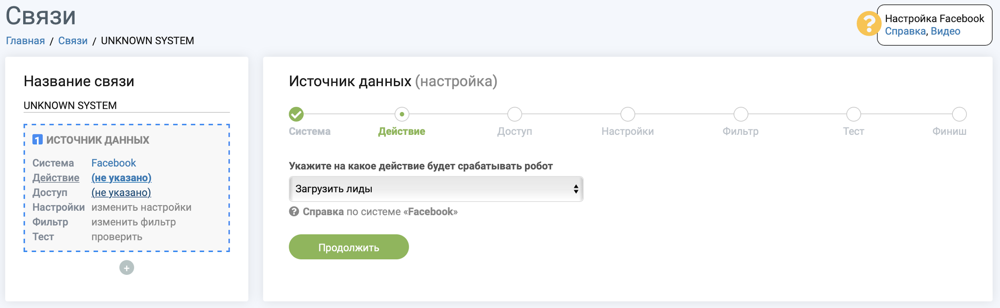 Связи
Главная / Связи / UNKNOWN SYSTEM
Настройка Facebook
Справка, Видео
Название связи
UNKNOWN SYSTEM
1 ИСТОЧНИК ДАННЫХ
Система Facebook
Действие (не указано)
Доступ (не указано)
Настройки изменить настройки
Фильтр изменить фильтр
Тест проверить
Источник данных (настройка)
Система Действие Доступ Настройки Фильтр Тест Финиш
Укажите на какое действие будет срабатывать робот
Загрузить лиды
Справка по системе «Facebook»
Продолжить